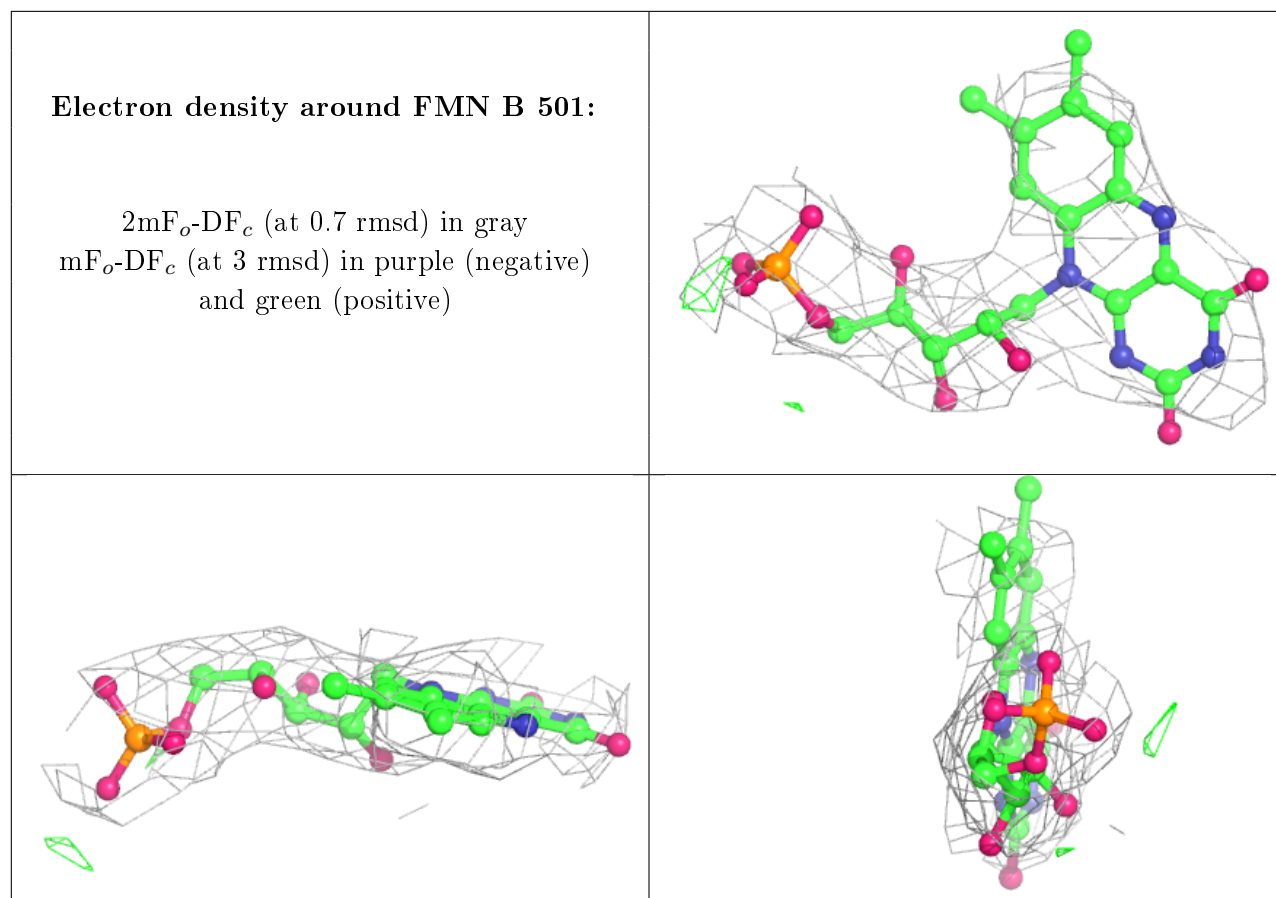 Electron density around FMN B 501:
2mFₒ-DF𝒸 (at 0.7 rmsd) in gray
mFₒ-DF𝒸 (at 3 rmsd) in purple (negative)
and green (positive)